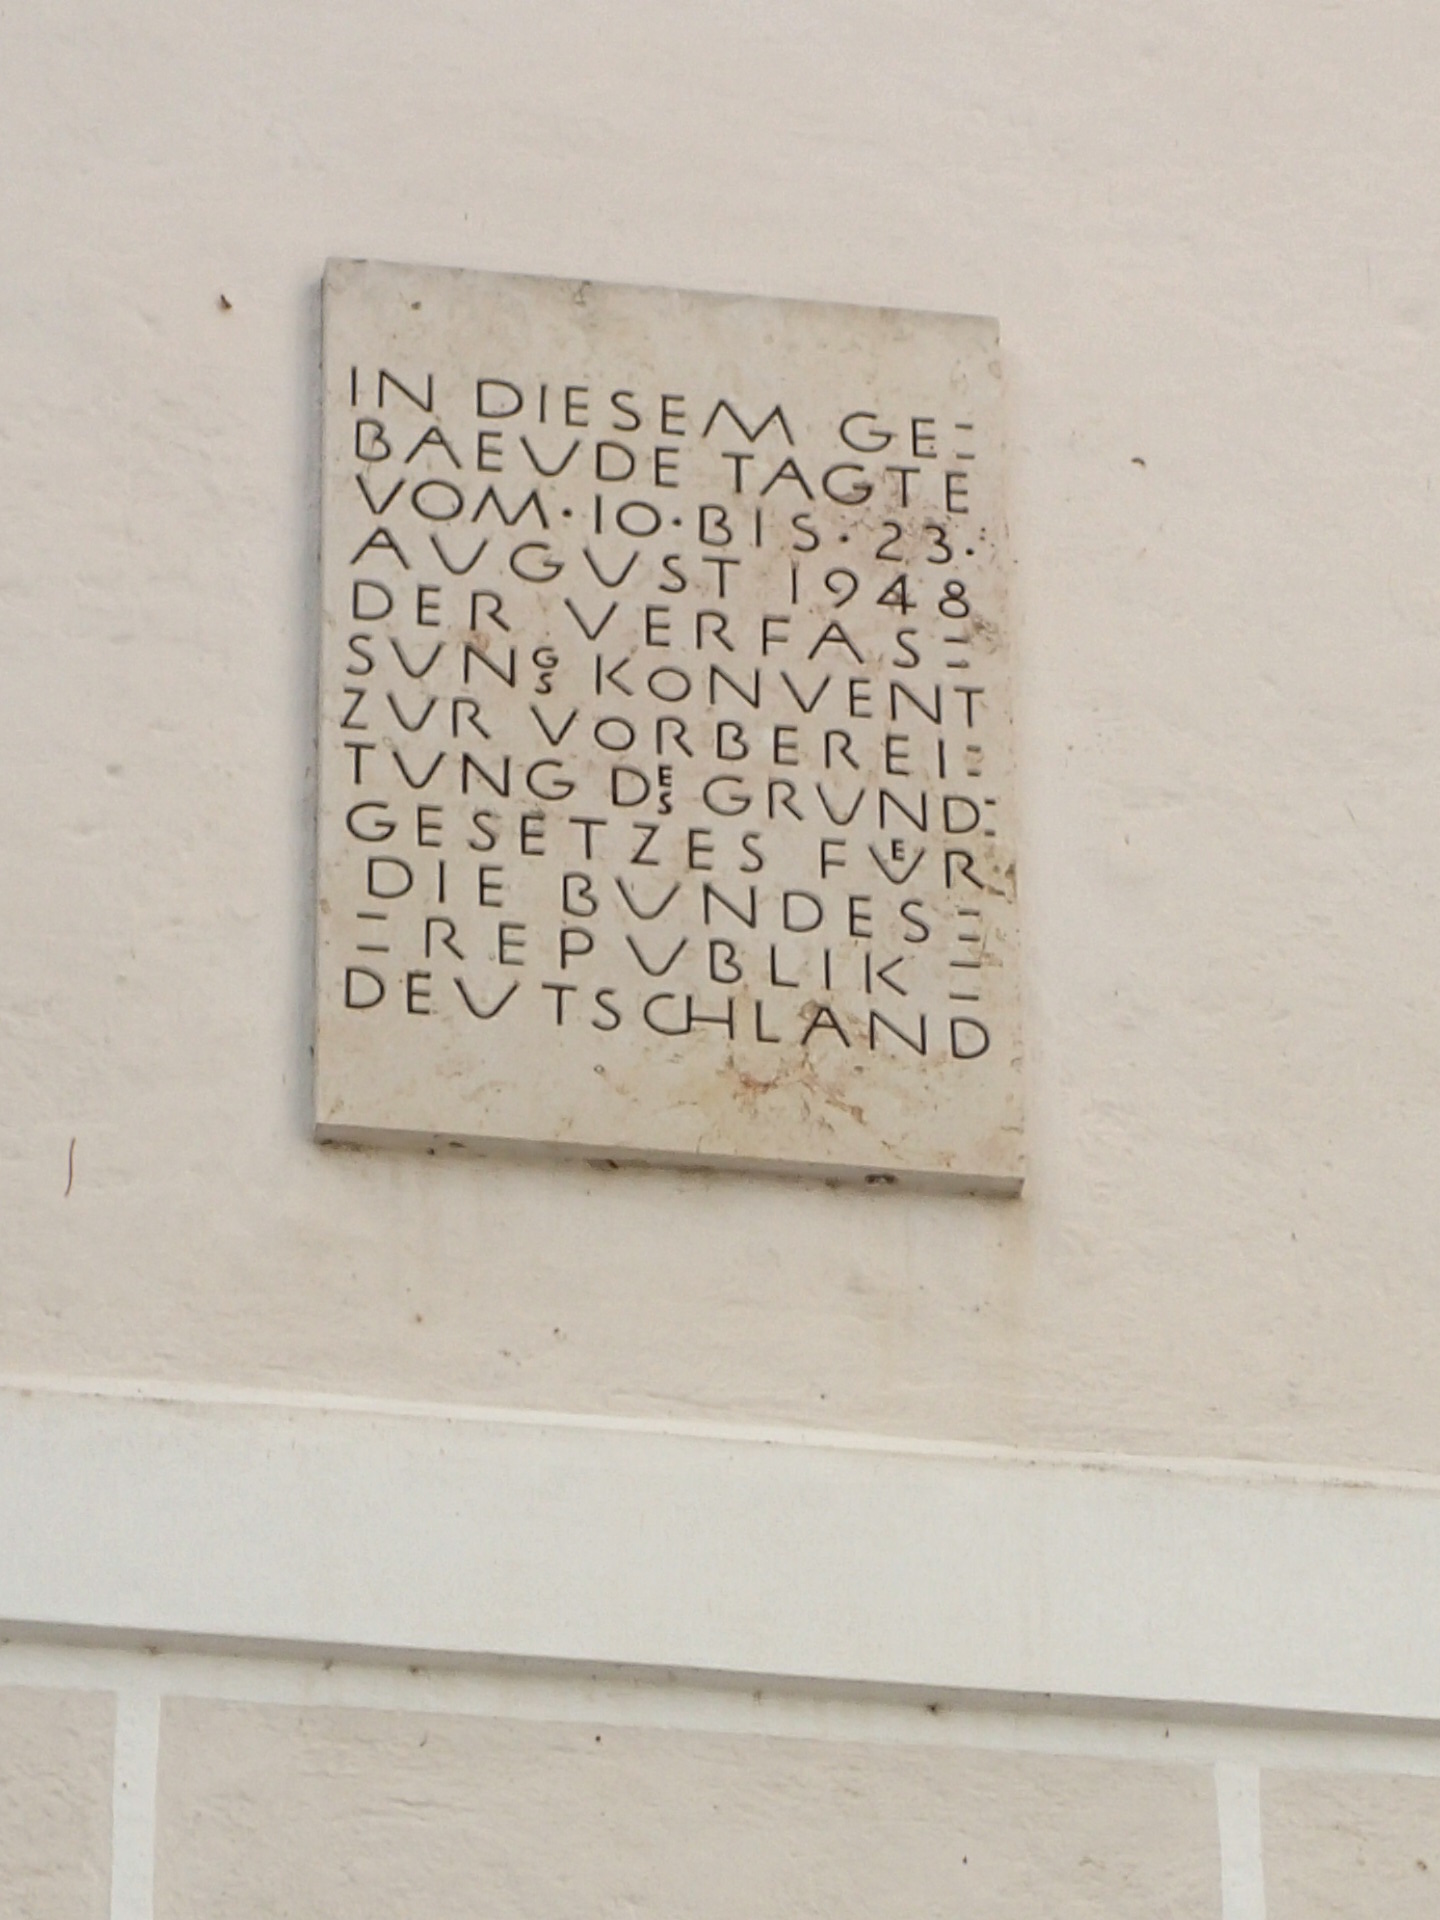 IN DIESEM GE=
BAEUDE TAGTE
VOM·10·BIS·23·
AUGUST 1948
DER VERFAS=
SUNGS KONVENT
ZUR VORBEREI=
TUNG DES GRUND=
GESETZES FUER
DIE BUNDES=
=REPUBLIK=
DEUTSCHLAND